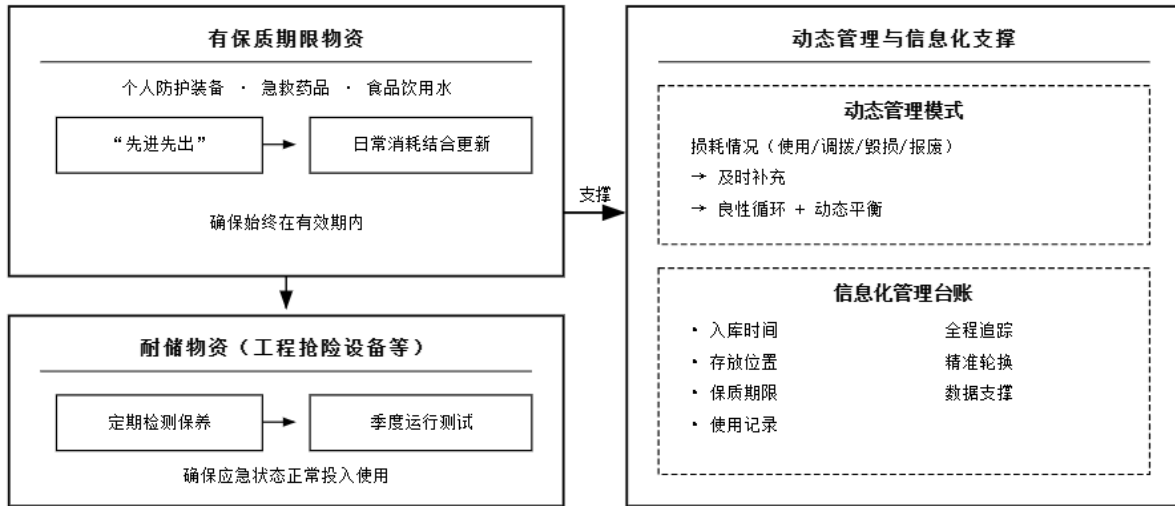 有保质期限物资
个人防护装备 · 急救药品 · 食品饮用水
“先进先出”
日常消耗结合更新
确保始终在有效期内
耐储物资（工程抢险设备等）
定期检测保养
季度运行测试
确保应急状态正常投入使用
支撑
动态管理与信息化支撑
动态管理模式
损耗情况（使用/调拨/毁损/报废）
→ 及时补充
→ 良性循环 + 动态平衡
信息化管理台账
• 入库时间
• 存放位置
• 保质期限
• 使用记录
全程追踪
精准轮换
数据支撑